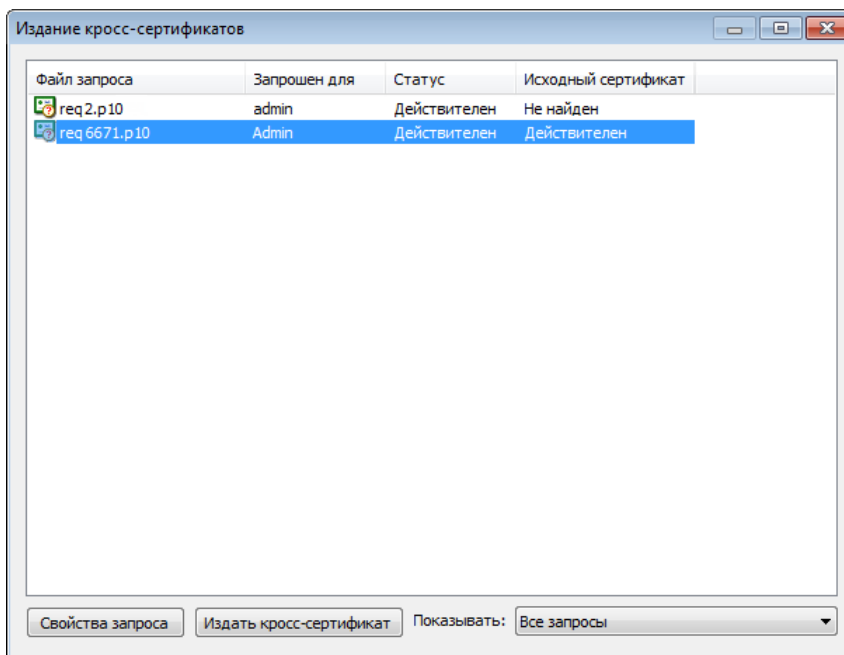 Издание кросс-сертификатов
Файл запроса Запрошен для Статус Исходный сертификат
req2.p10 admin Действителен Не найден
req6671.p10 Admin Действителен Действителен
Свойства запроса Издать кросс-сертификат Показывать: Все запросы